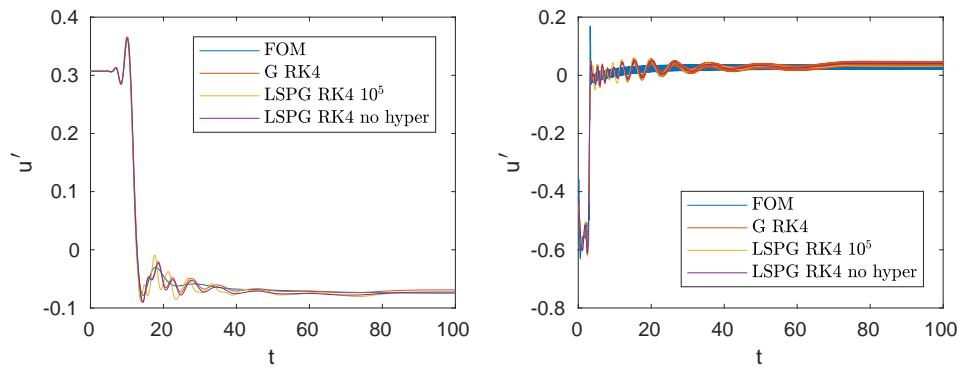 0.4
0.3
0.2
0.1
0
-0.1
0 20 40 60 80 100
u′
t
FOM
G RK4
LSPG RK4 10⁵
LSPG RK4 no hyper
0.2
0
-0.2
-0.4
-0.6
-0.8
0 20 40 60 80 100
u′
t
FOM
G RK4
LSPG RK4 10⁵
LSPG RK4 no hyper